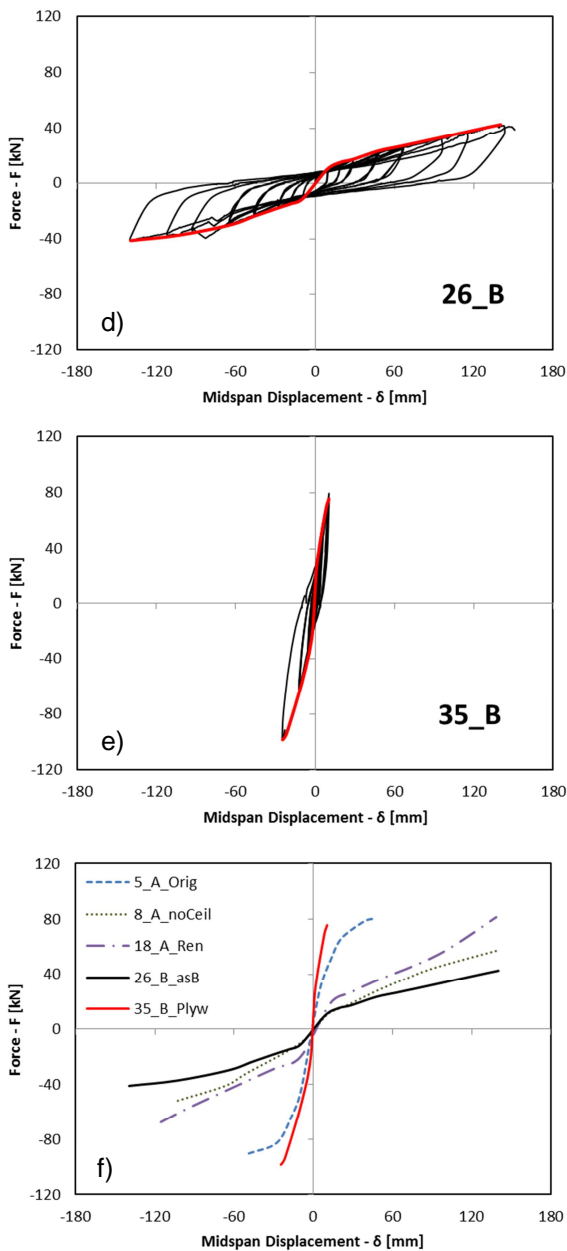 120
80
40
0
-40
-80
-120
Force - F [kN]
d)
26_B
-180 -120 -60 0 60 120 180
Midspan Displacement - δ [mm]
120
80
40
0
-40
-80
-120
Force - F [kN]
e)
35_B
-180 -120 -60 0 60 120 180
Midspan Displacement - δ [mm]
120
80
40
0
-40
-80
-120
Force - F [kN]
5_A_Orig
8_A_noCeil
18_A_Ren
26_B_asB
35_B_Plyw
f)
-180 -120 -60 0 60 120 180
Midspan Displacement - δ [mm]